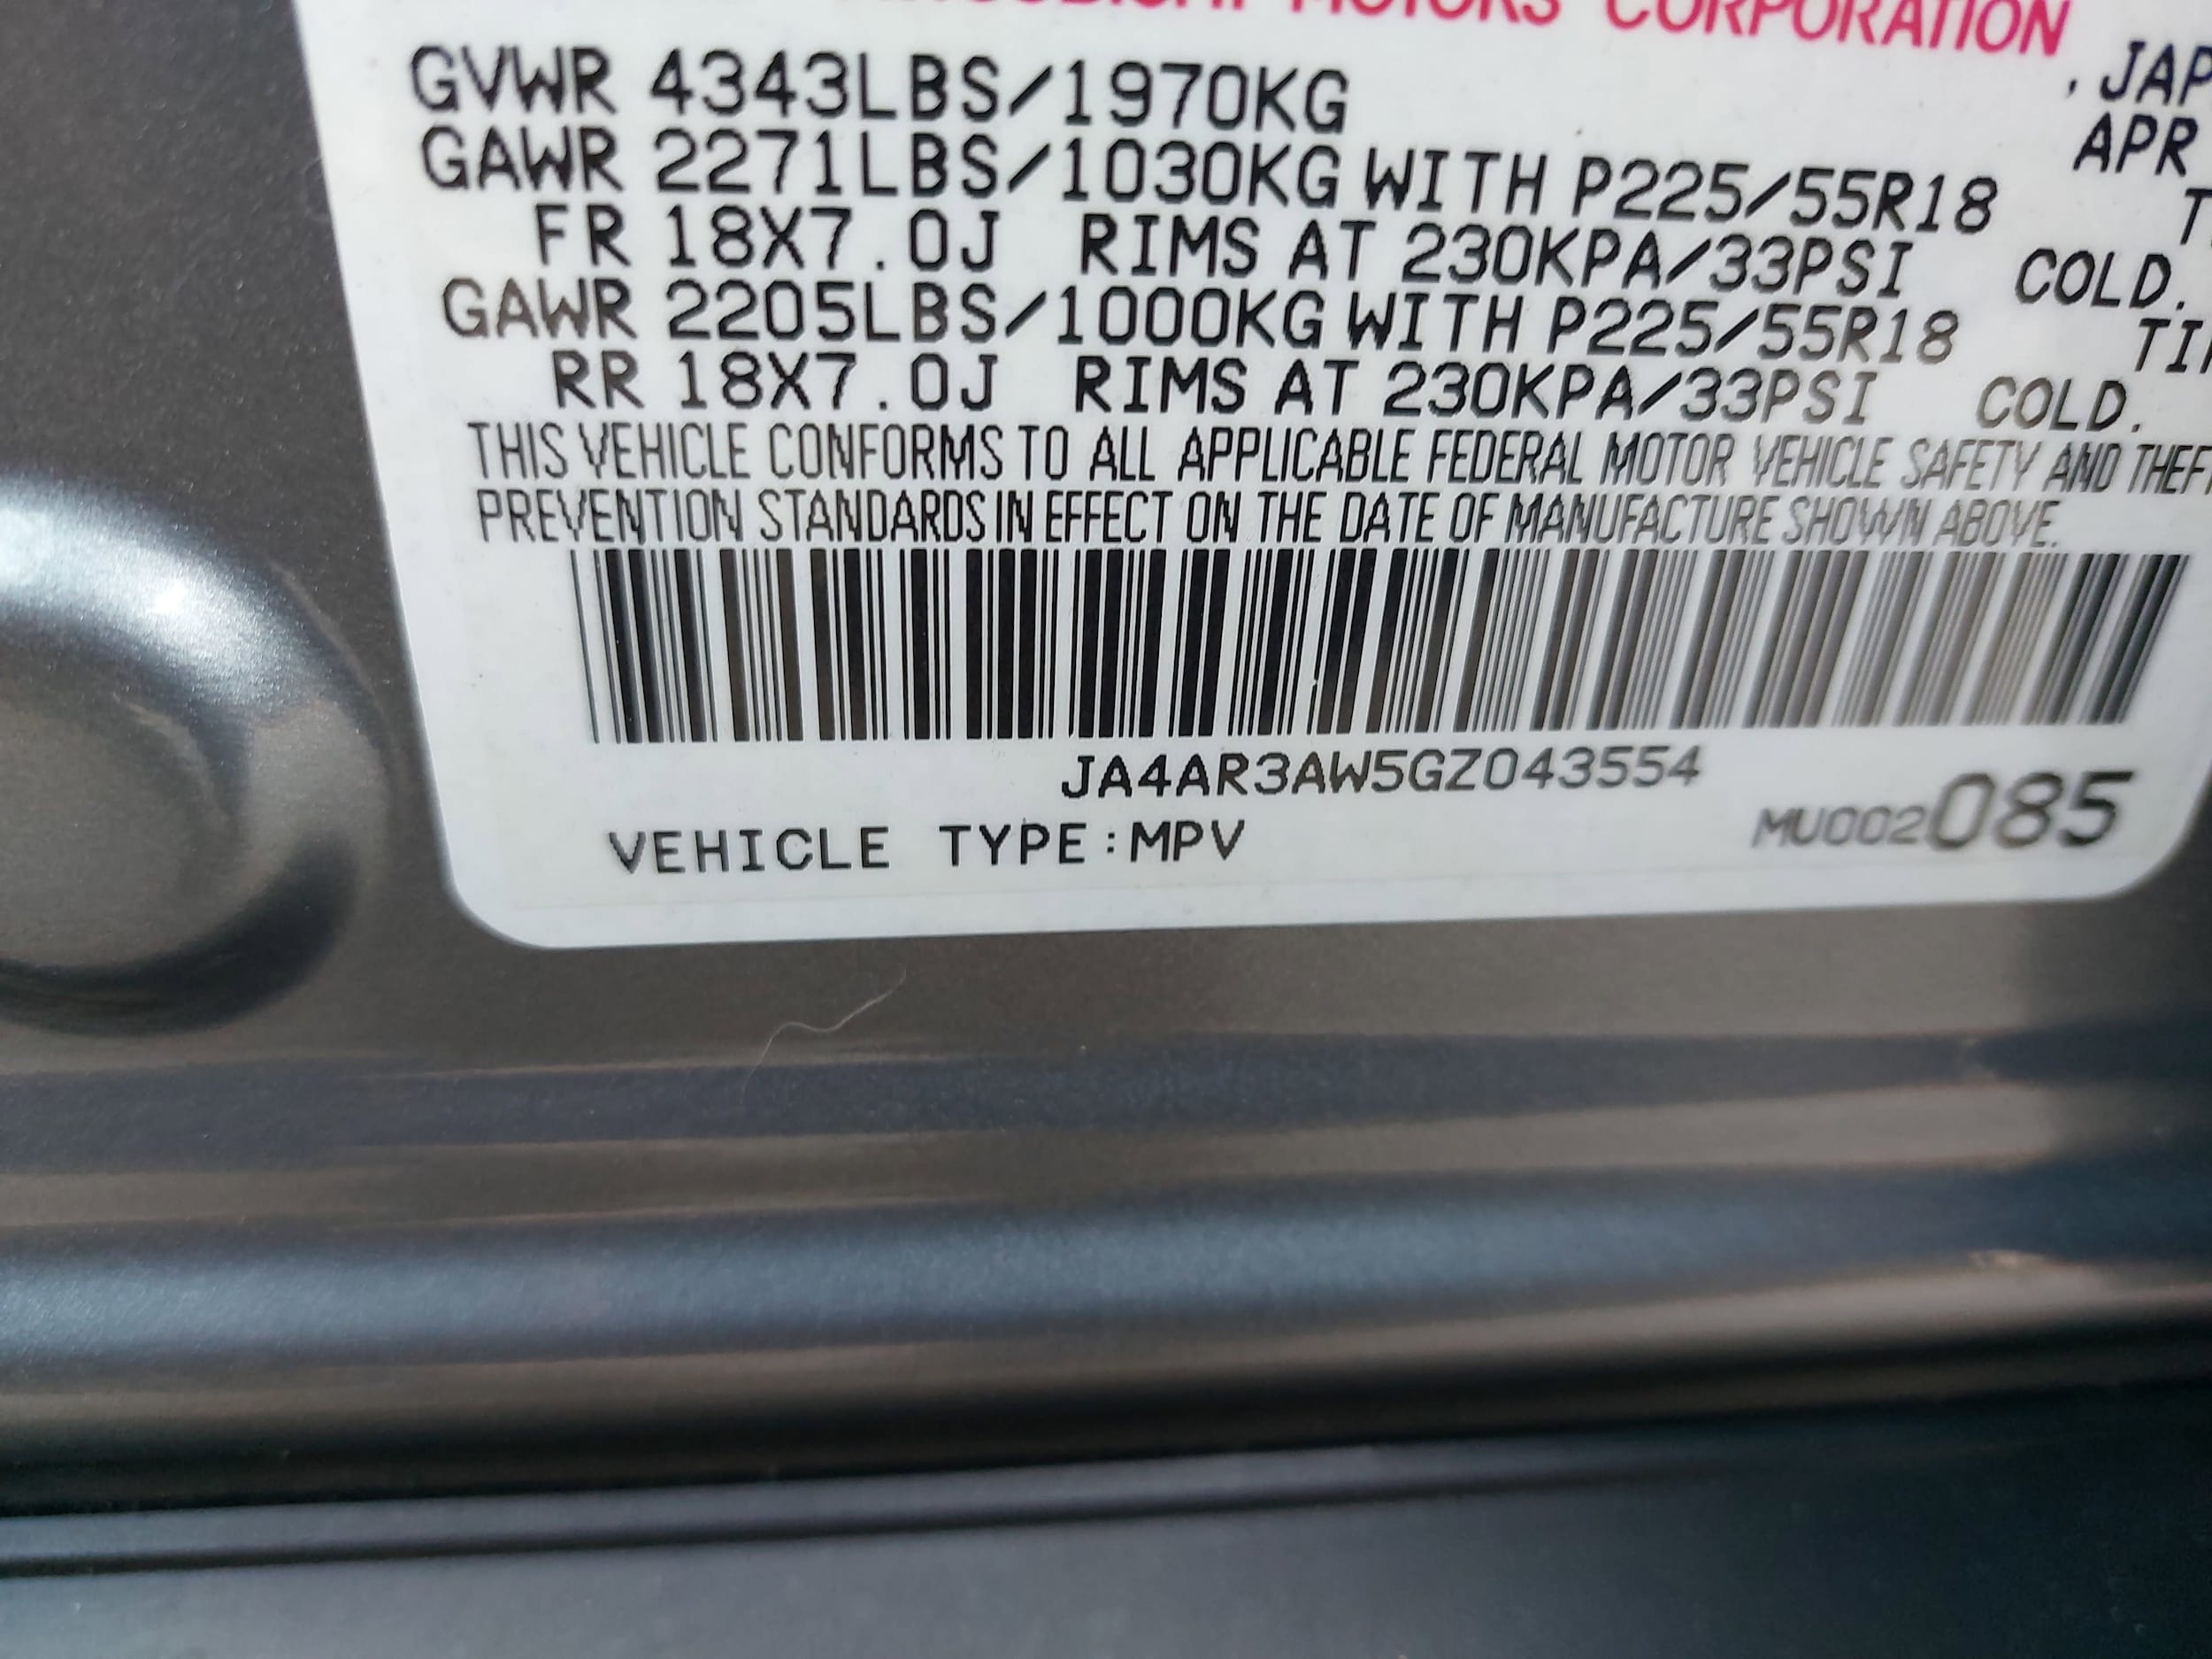 MOTORS CORPORATION
GVWR 4343LBS/1970KG
GAWR 2271LBS/1030KG WITH P225/55R18
APR
FR 18X7.0J RIMS AT 230KPA/33PSI COLD.
GAWR 2205LBS/1000KG WITH P225/55R18
RR 18X7.0J RIMS AT 230KPA/33PSI COLD.
THIS VEHICLE CONFORMS TO ALL APPLICABLE FEDERAL MOTOR VEHICLE SAFETY AND THEFT
PREVENTION STANDARDS IN EFFECT ON THE DATE OF MANUFACTURE SHOWN ABOVE.
JA4AR3AW5GZ043554
VEHICLE TYPE:MPV
MU002085